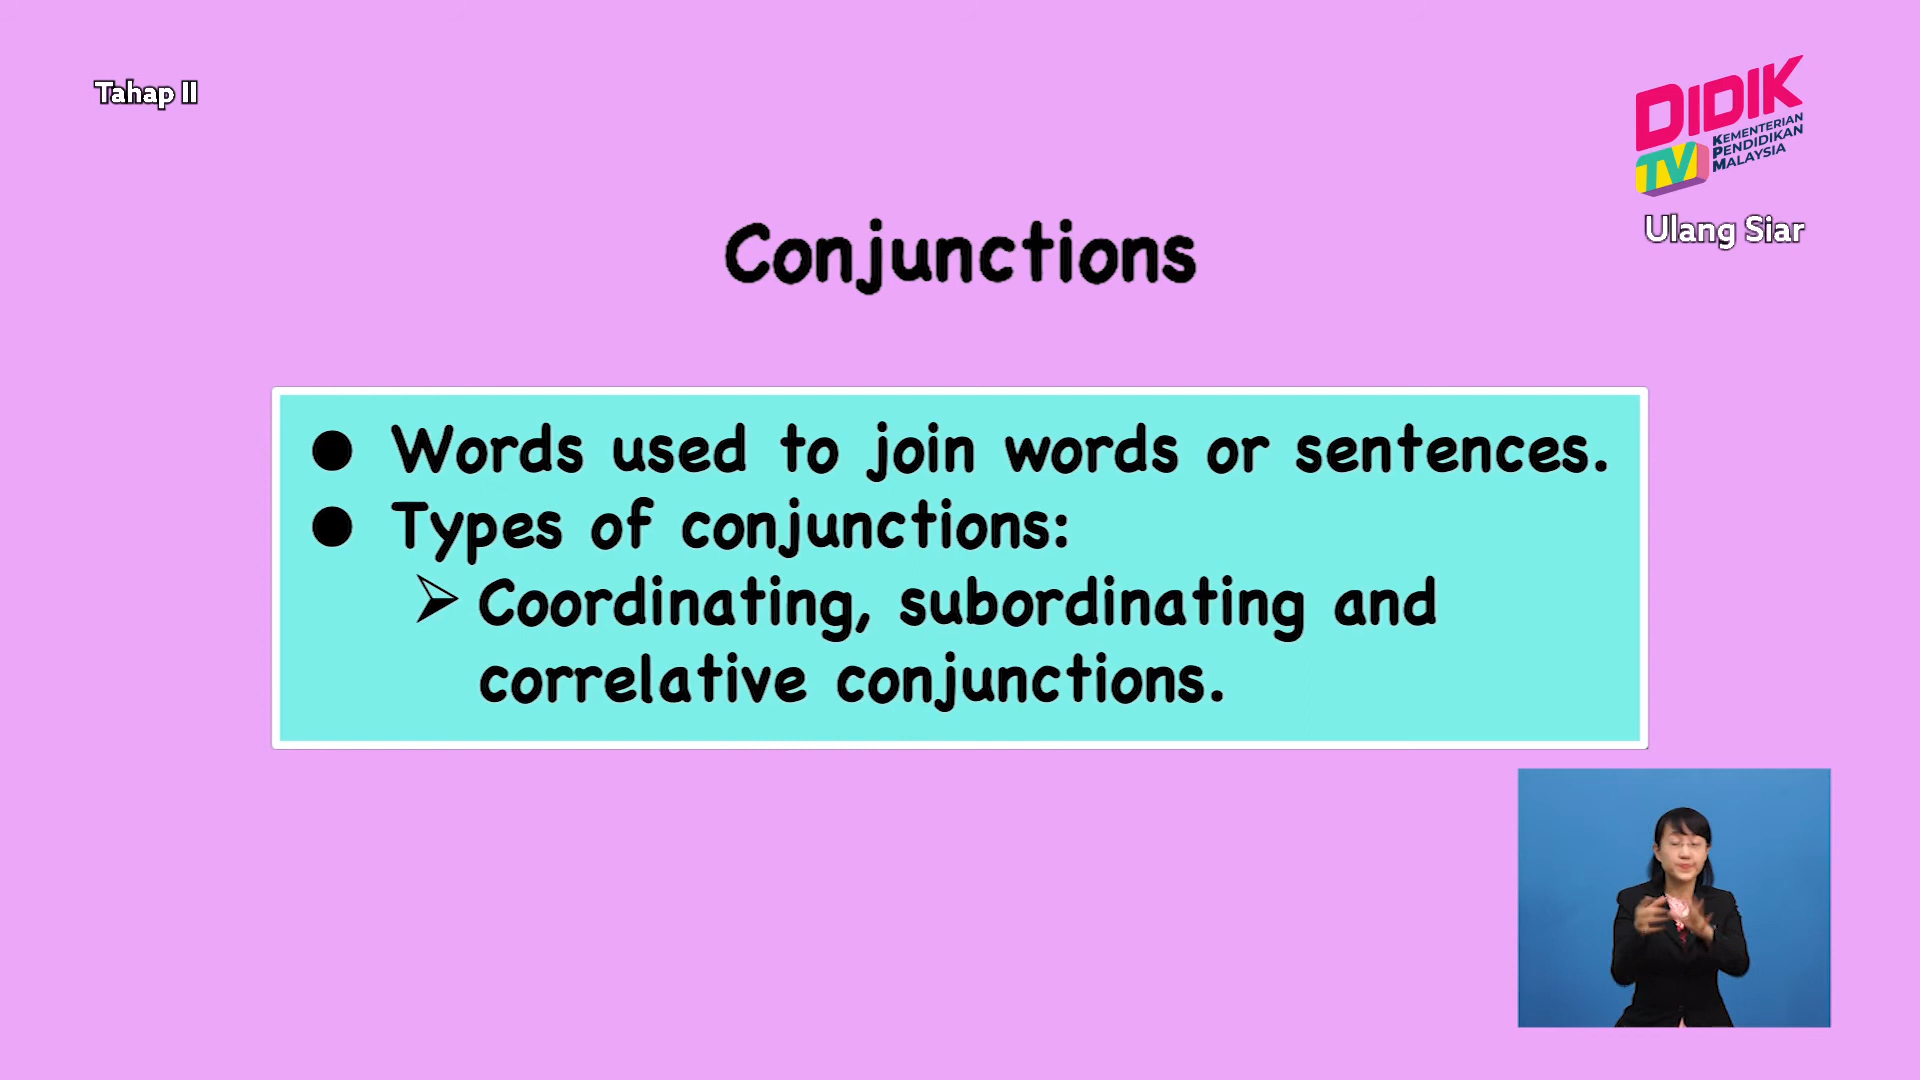 Tahap II
DIDIK
TV
KEMENTERIAN
PENDIDIKAN
MALAYSIA
Ulang Siar
Conjunctions
● Words used to join words or sentences.
● Types of conjunctions:
➢ Coordinating, subordinating and
correlative conjunctions.